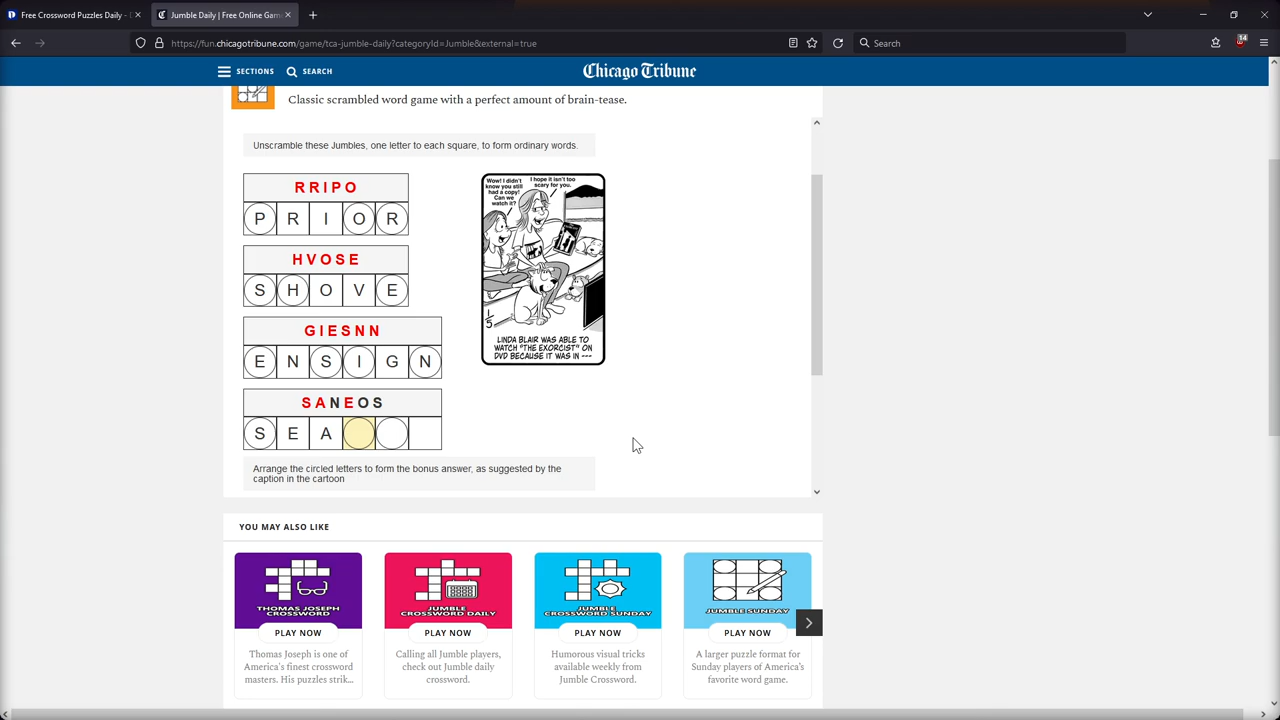 Free Crossword Puzzles Daily - D
Jumble Daily | Free Online Gam
https://fun.chicagotribune.com/game/tca-jumble-daily?categoryId=Jumble&external=true
Search
14
SECTIONS
SEARCH
Chicago Tribune
Classic scrambled word game with a perfect amount of brain-tease.
Unscramble these Jumbles, one letter to each square, to form ordinary words.
RRIPO
P R I O R
HVOSE
S H O V E
GIESNN
E N S I G N
SANEOS
S E A
Wow! I didn't
know you still
had a copy!
Can we
watch it?
I hope it isn't too
scary for you.
1/5
LINDA BLAIR WAS ABLE TO
WATCH "THE EXORCIST" ON
DVD BECAUSE IT WAS IN ---
Arrange the circled letters to form the bonus answer, as suggested by the
caption in the cartoon
YOU MAY ALSO LIKE
THOMAS JOSEPH
CROSSWORD
PLAY NOW
Thomas Joseph is one of
America's finest crossword
masters. His puzzles strik...
JUMBLE
CROSSWORD DAILY
PLAY NOW
Calling all Jumble players,
check out Jumble daily
crossword.
JUMBLE
CROSSWORD SUNDAY
PLAY NOW
Humorous visual tricks
available weekly from
Jumble Crossword.
JUMBLE SUNDAY
PLAY NOW
A larger puzzle format for
Sunday players of America's
favorite word game.